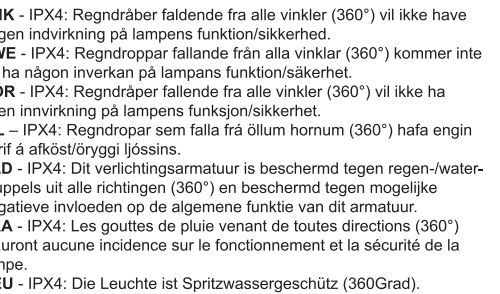 IK - IPX4: Regndråber faldende fra alle vinkler (360°) vil ikke have
gen indvirkning på lampens funktion/sikkerhed.
WE - IPX4: Regndroppar fallande från alla vinklar (360°) kommer inte
ha någon inverkan på lampans funktion/säkerhet.
OR - IPX4: Regndråper fallende fra alle vinkler (360°) vil ikke ha
en innvirkning på lampens funksjon/sikkerhet.
L – IPX4: Regndropar sem falla frá öllum hornum (360°) hafa engin
rif á afköst/öryggi ljóssins.
D - IPX4: Dit verlichtingsarmatuur is beschermd tegen regen-/water-
uppels uit alle richtingen (360°) en beschermd tegen mogelijke
gatieve invloeden op de algemene funktie van dit armatuur.
A - IPX4: Les gouttes de pluie venant de toutes directions (360°)
auront aucune incidence sur le fonctionnement et la sécurité de la
mpe.
EU - IPX4: Die Leuchte ist Spritzwassergeschütz (360Grad).